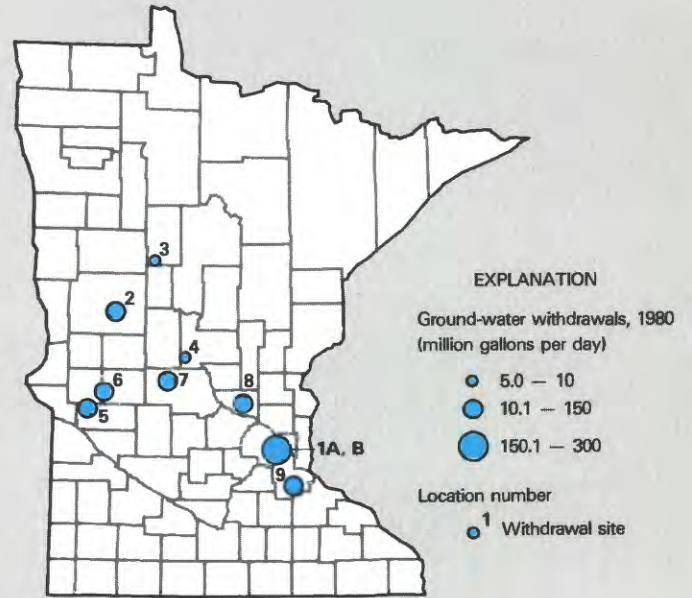 3
2
4
6
7
8
5
1A, B
9
EXPLANATION
Ground-water withdrawals, 1980
(million gallons per day)
5.0 — 10
10.1 — 150
150.1 — 300
Location number
1 Withdrawal site